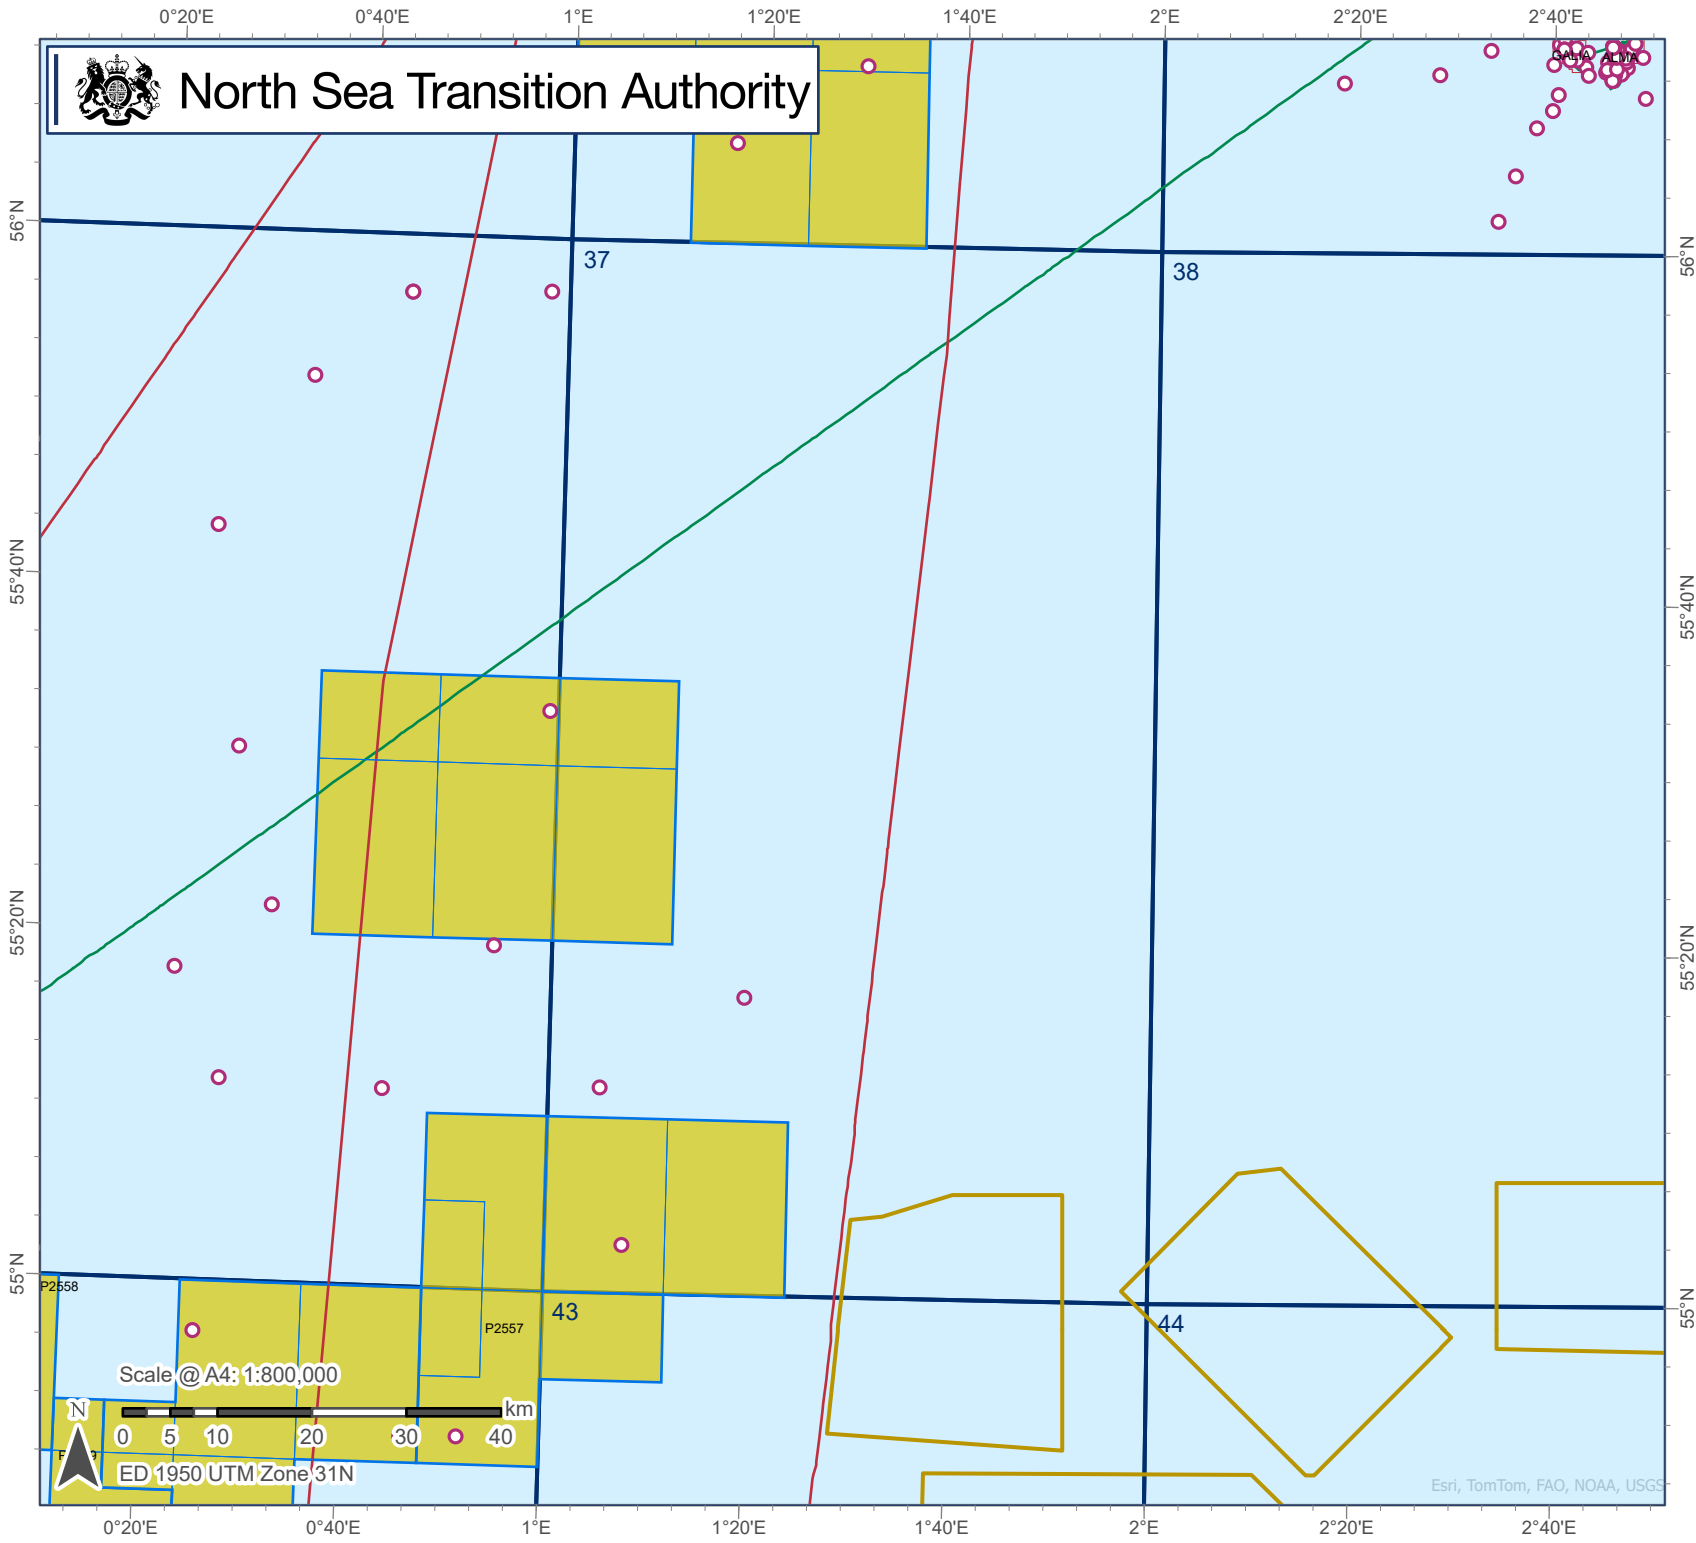 0°20'E 0°40'E 1°E 1°20'E 1°40'E 2°E 2°20'E 2°40'E
North Sea Transition Authority
GALIA ALMA
56°N 56°N
37 38
55°40'N 55°40'N
55°20'N 55°20'N
55°N 55°N
P2558
43 44
P2557
Scale @ A4: 1:800,000
N km
0 5 10 20 30 40
ED 1950 UTM Zone 31N
Esri, TomTom, FAO, NOAA, USGS
0°20'E 0°40'E 1°E 1°20'E 1°40'E 2°E 2°20'E 2°40'E